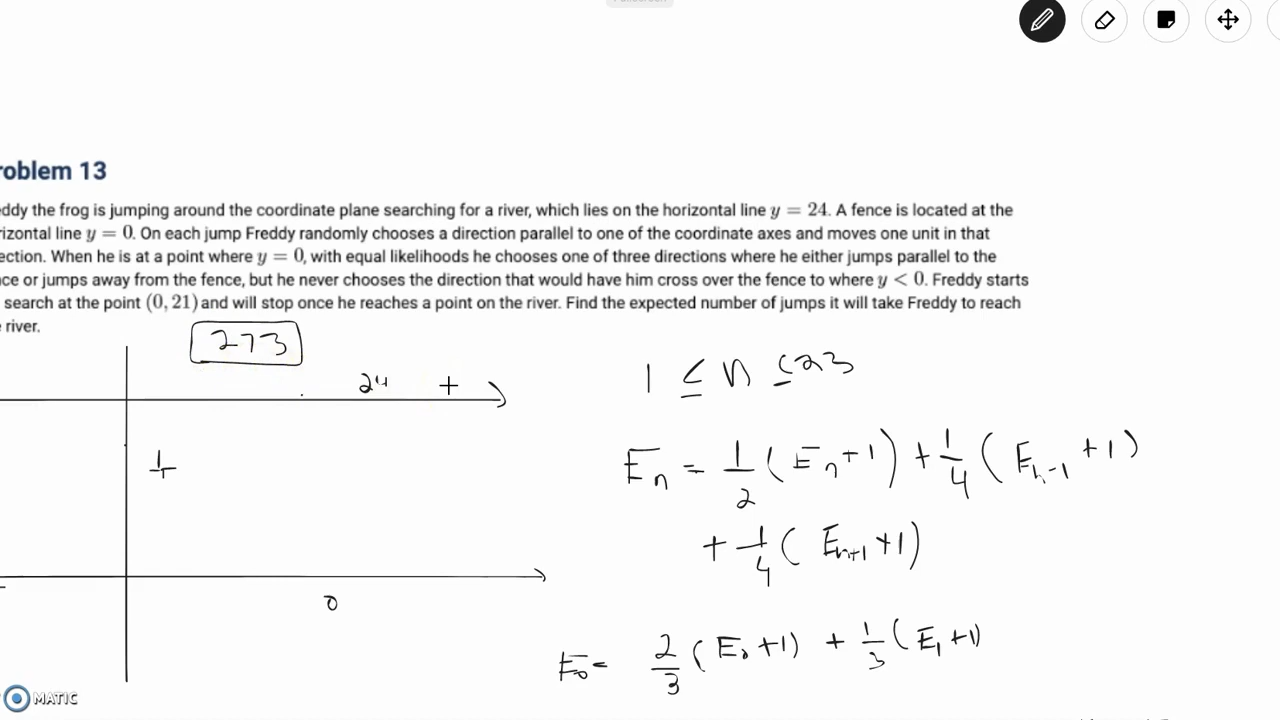 roblem 13
ddy the frog is jumping around the coordinate plane searching for a river, which lies on the horizontal line y = 24. A fence is located at the
rizontal line y = 0. On each jump Freddy randomly chooses a direction parallel to one of the coordinate axes and moves one unit in that
ection. When he is at a point where y = 0, with equal likelihoods he chooses one of three directions where he either jumps parallel to the
ce or jumps away from the fence, but he never chooses the direction that would have him cross over the fence to where y < 0. Freddy starts
search at the point (0, 21) and will stop once he reaches a point on the river. Find the expected number of jumps it will take Freddy to reach
river.
273
1 ≤ n ≤ 23
24 +
E_n = 1/2 (E_n + 1) + 1/4 (E_{n-1} + 1)
+ 1/4 (E_{n+1} + 1)
0
E_0 = 2/3 (E_0 + 1) + 1/3 (E_1 + 1)
MATIC